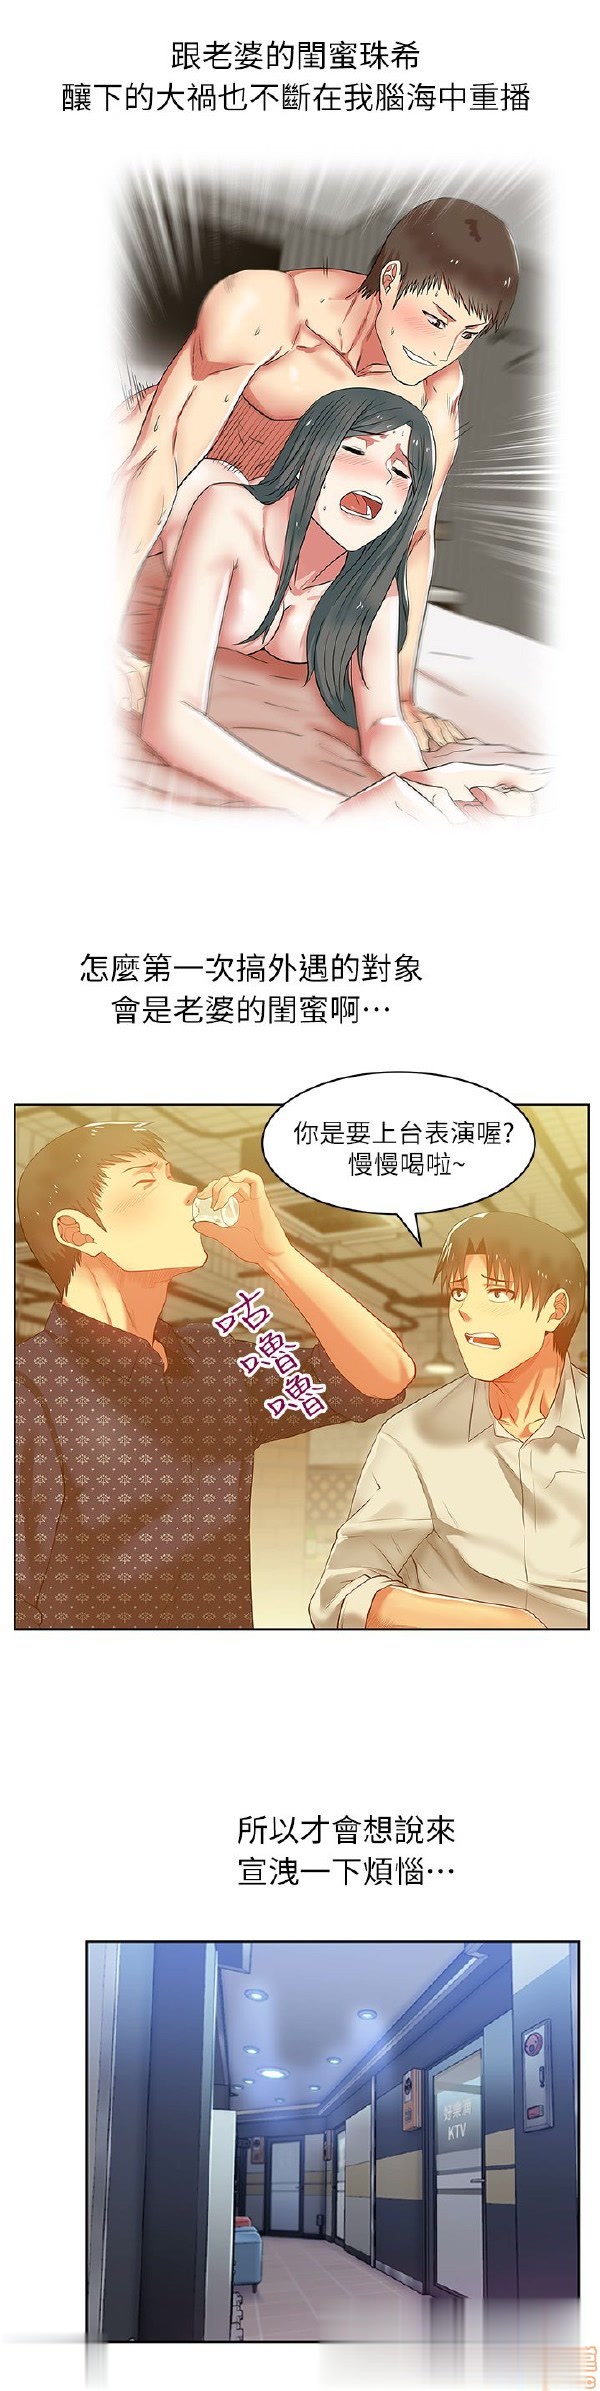 跟老婆的閨蜜珠希
釀下的大禍也不斷在我腦海中重播
怎麼第一次搞外遇的對象
會是老婆的閨蜜啊⋯
你是要上台表演喔?
慢慢喝啦~
咕嚕嚕
所以才會想說來
宣洩一下煩惱⋯
KTV